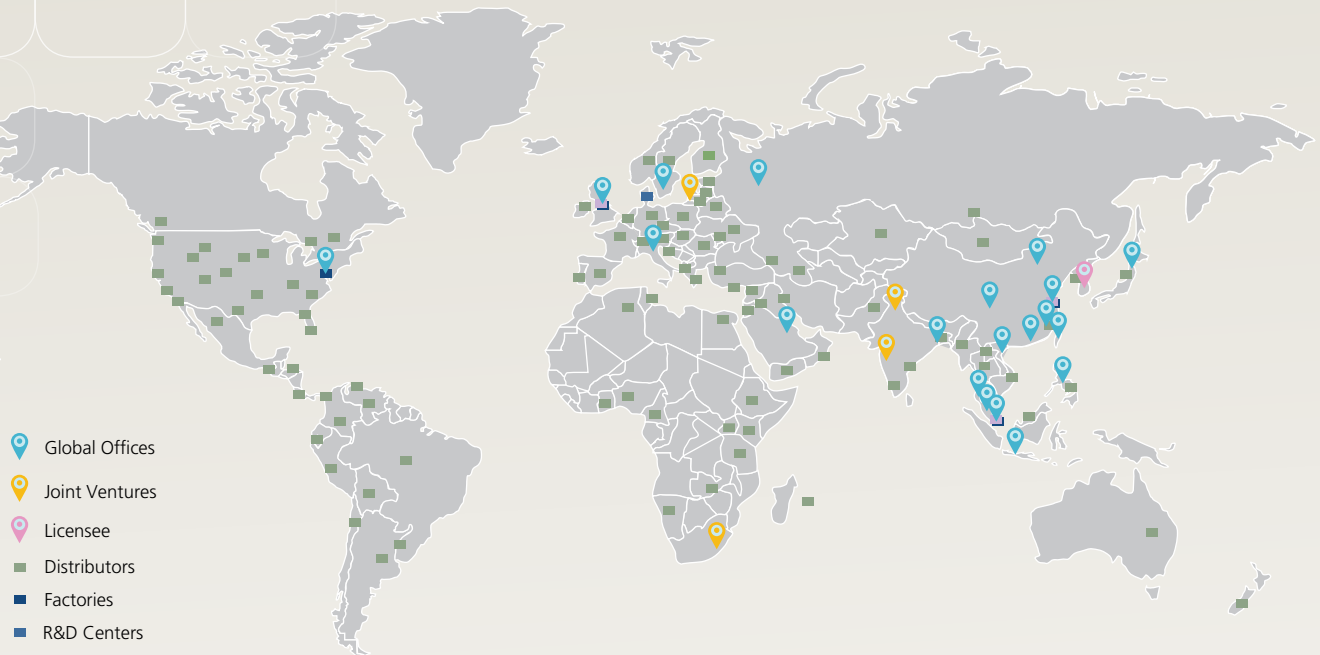 Global Offices
Joint Ventures
Licensee
Distributors
Factories
R&D Centers